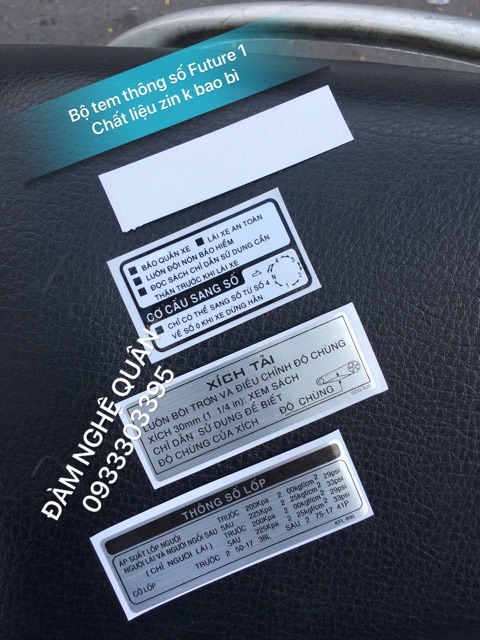 Bộ tem thông số Future 1
Chất liệu zin k bao bì
BẢO QUẢN XE LÁI XE AN TOÀN
LUÔN ĐỘI NÓN BẢO HIỂM
ĐỌC SÁCH CHỈ DẪN SỬ DỤNG CẨN
THẬN TRƯỚC KHI LÁI XE
CƠ CẤU SANG SỐ
CHỈ CÓ THỂ SANG SỐ TỪ SỐ 4
VỀ SỐ 0 KHI XE DỪNG HẲN
4 N
XÍCH TẢI
LUÔN BÔI TRƠN VÀ ĐIỀU CHỈNH ĐỘ CHÙNG
XÍCH 30mm (1 1/4 in): XEM SÁCH
CHỈ DẪN SỬ DỤNG ĐỂ BIẾT
ĐỘ CHÙNG CỦA XÍCH ĐỘ CHÙNG
THÔNG SỐ LỐP
ÁP SUẤT LỐP NGUỘI TRƯỚC 200Kpa 2 00kgf/cm2 29psi
NGƯỜI LÁI VÀ NGƯỜI NGỒI SAU SAU 225Kpa 2 25kgf/cm2 33psi
(CHỈ NGƯỜI LÁI) TRƯỚC 200Kpa 2 00kgf/cm2 29psi
SAU 225Kpa 2 25kgf/cm2 33psi
CỠ LỐP TRƯỚC 2 50-17 38L SAU 2 75-17 41P
ĐÀM NGHỆ QUÂN
0933303395